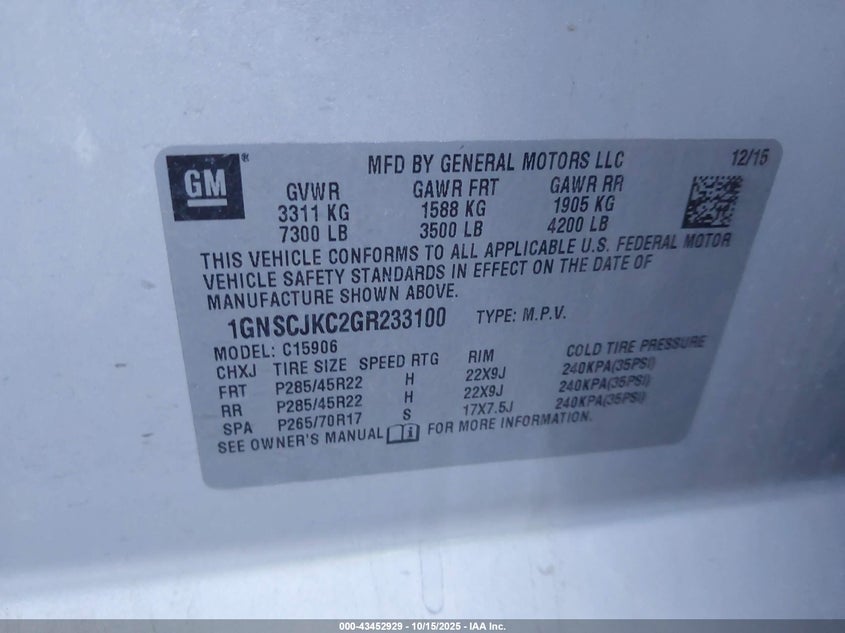 GM®
MFD BY GENERAL MOTORS LLC 12/15
GVWR GAWR FRT GAWR RR
3311 KG 1588 KG 1905 KG
7300 LB 3500 LB 4200 LB
THIS VEHICLE CONFORMS TO ALL APPLICABLE U.S. FEDERAL MOTOR
VEHICLE SAFETY STANDARDS IN EFFECT ON THE DATE OF
MANUFACTURE SHOWN ABOVE.
1GNSCJKC2GR233100 TYPE: M.P.V.
MODEL: C15906
CHXJ TIRE SIZE SPEED RTG RIM COLD TIRE PRESSURE
FRT P285/45R22 H 22X9J 240KPA(35PSI)
RR P285/45R22 H 22X9J 240KPA(35PSI)
SPA P265/70R17 S 17X7.5J 240KPA(35PSI)
SEE OWNER'S MANUAL FOR MORE INFORMATION.
000-43452929 - 10/15/2025 - IAA Inc.